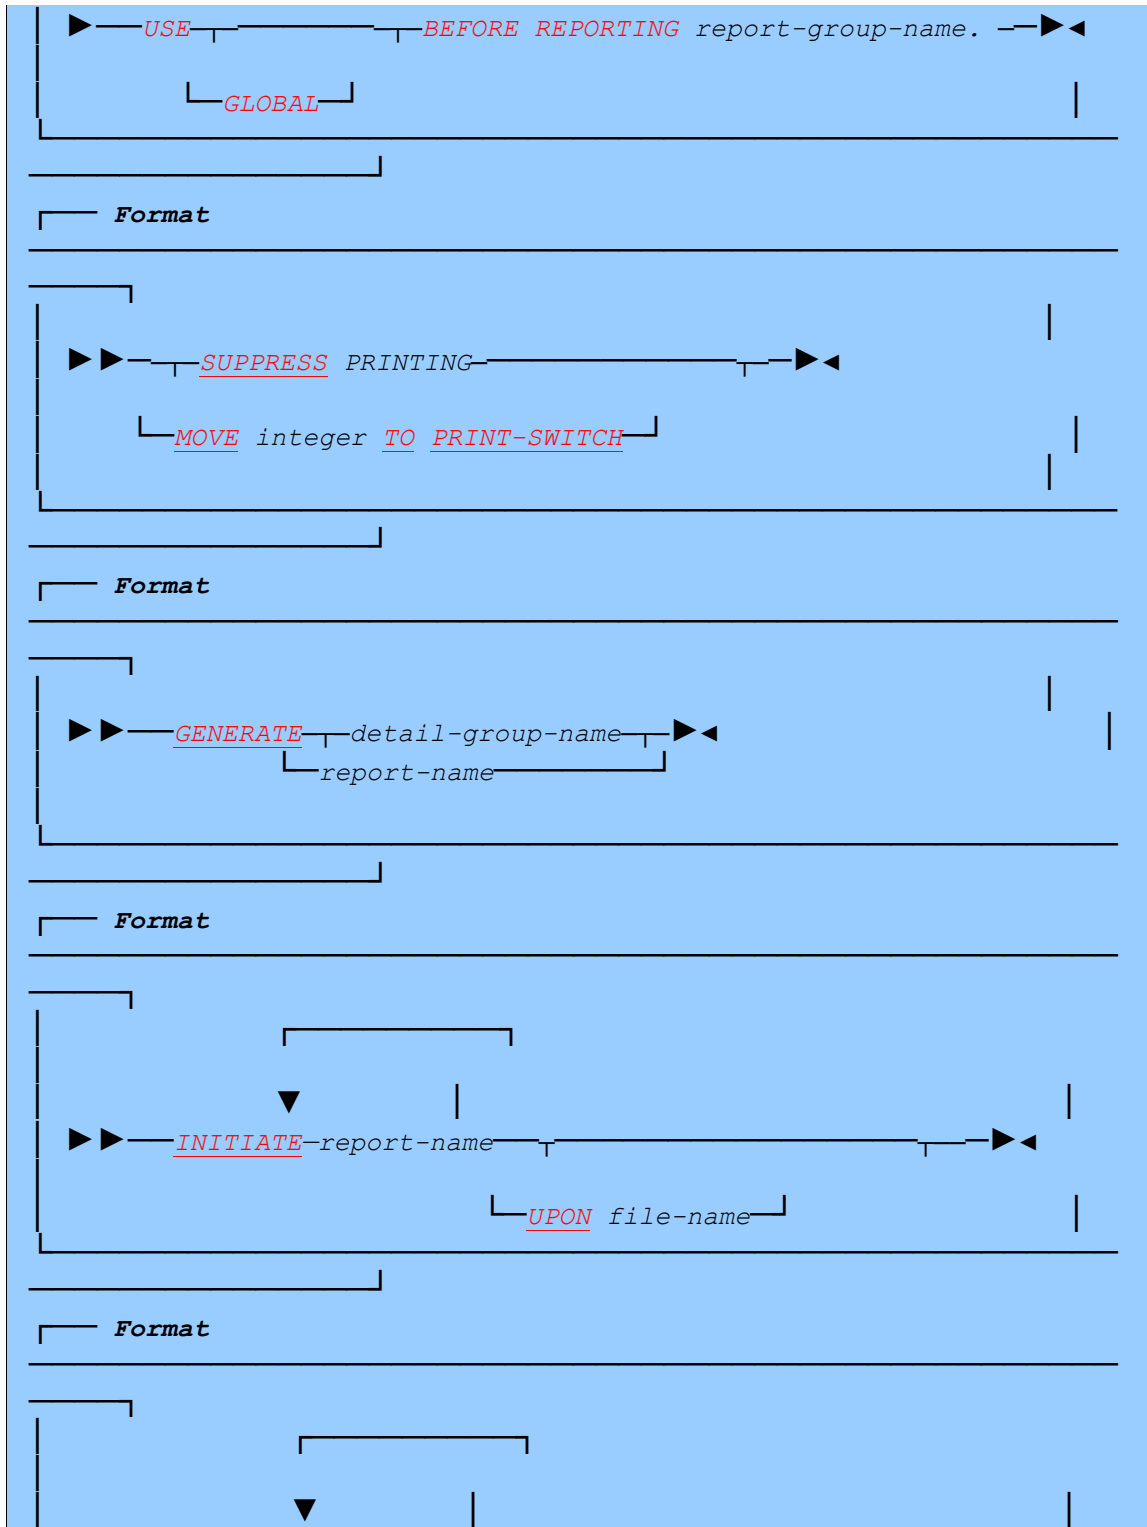 USE BEFORE REPORTING report-group-name.
GLOBAL
Format
SUPPRESS PRINTING
MOVE integer TO PRINT-SWITCH
Format
GENERATE detail-group-name
report-name
Format
INITIATE report-name
UPON file-name
Format